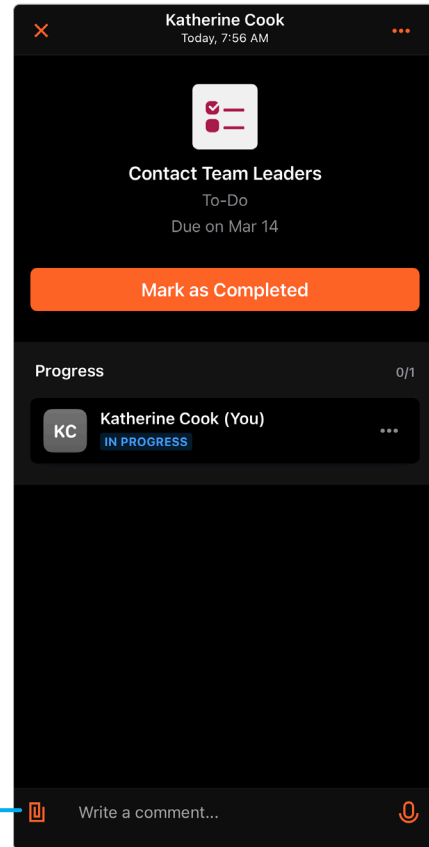 Katherine Cook
Today, 7:56 AM
Contact Team Leaders
To-Do
Due on Mar 14
Mark as Completed
Progress 0/1
KC
Katherine Cook (You)
IN PROGRESS
Write a comment...